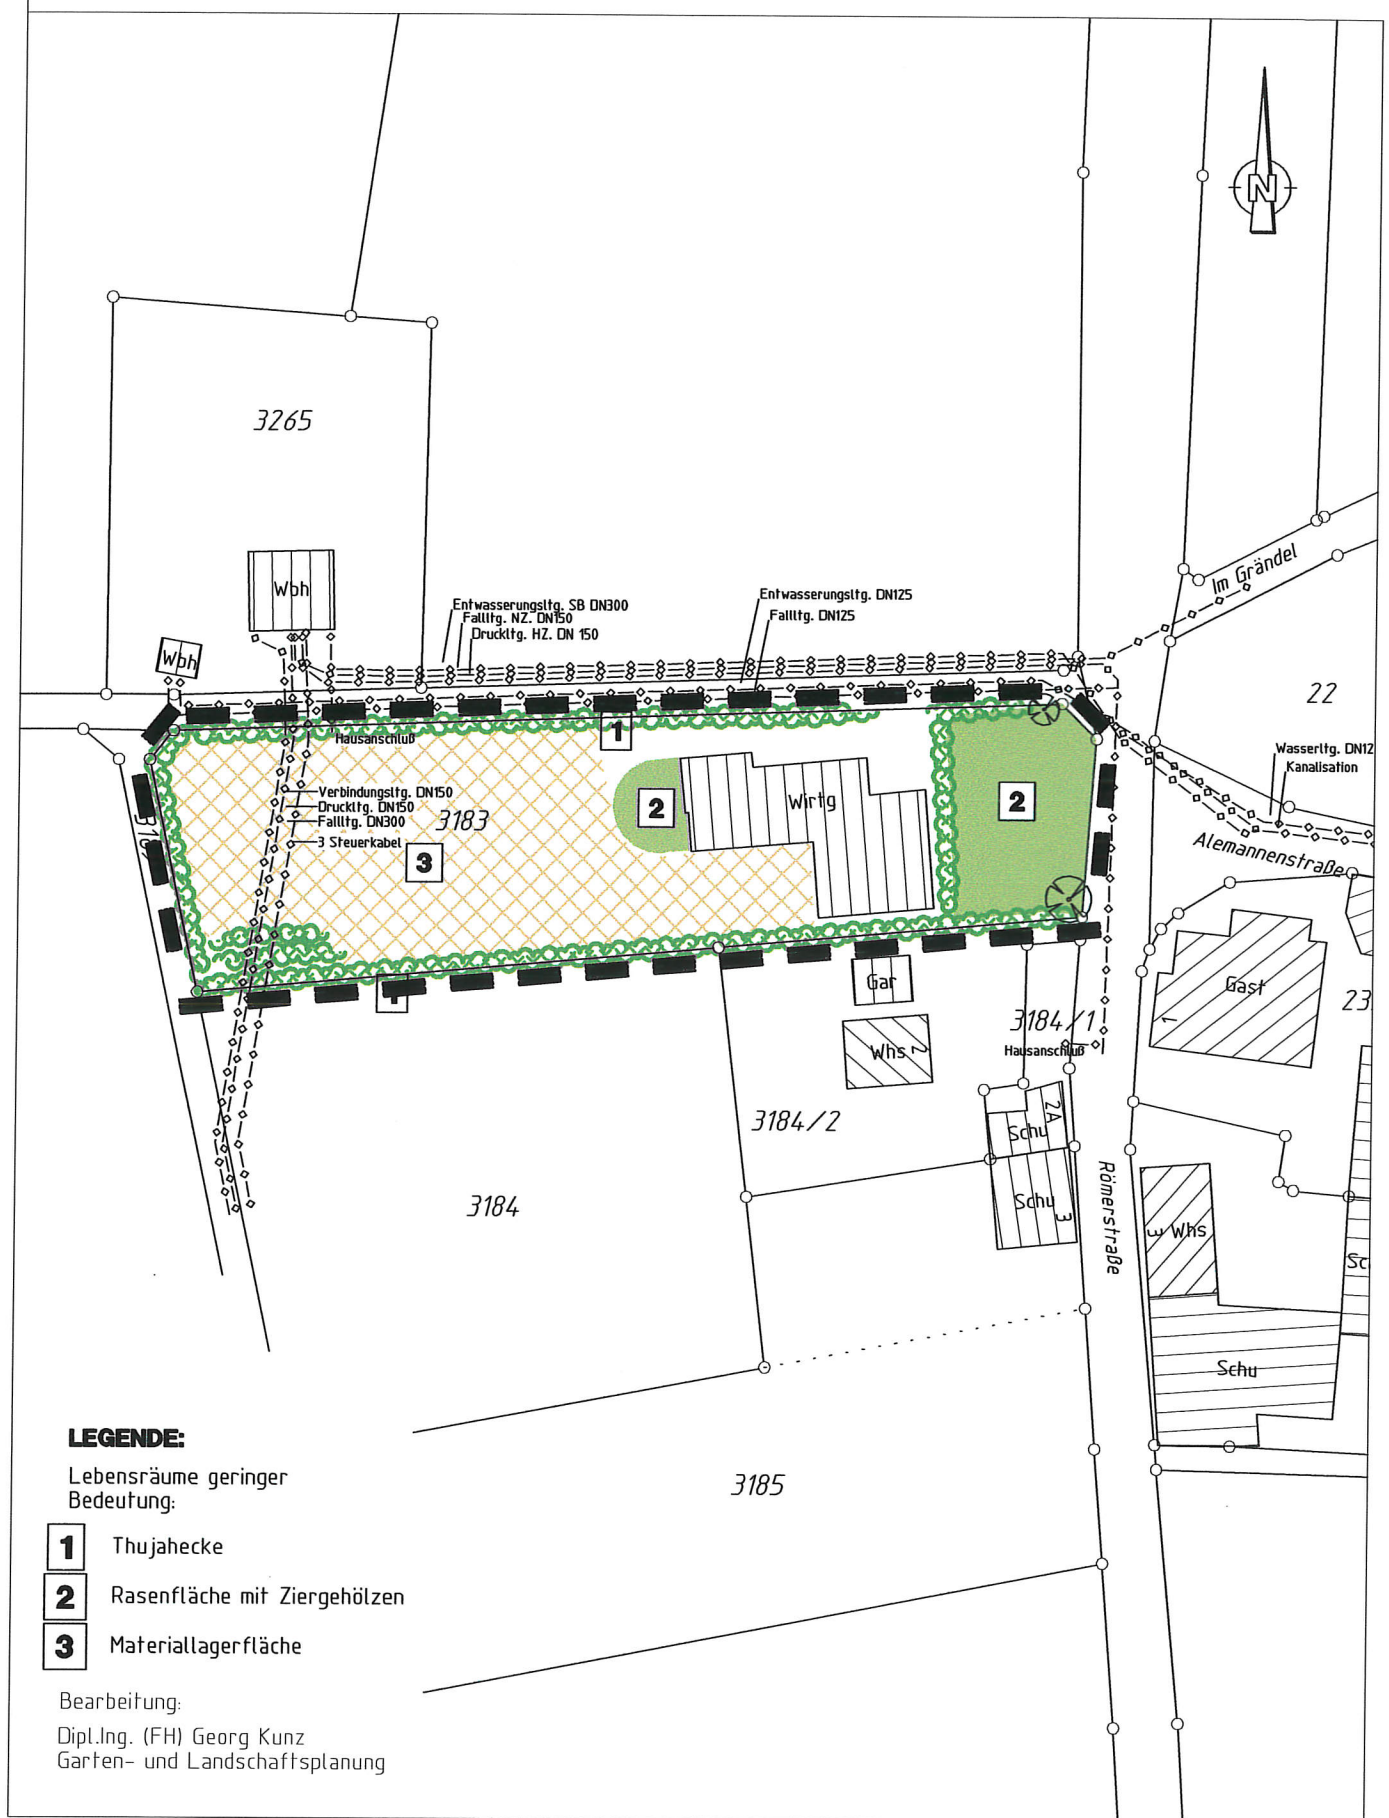 N
3265
Wbh
Wbh
Entwasserungsltg. SB DN300
Fallltg. NZ. DN150
Druckltg. HZ. DN 150
Entwasserungsltg. DN125
Fallltg. DN125
Im Grändel
22
1
Hausanschluß
Wasserltg. DN12
Kanalisation
Verbindungsltg. DN150
Druckltg. DN150
Fallltg. DN300
3 Steuerkabel
3183
3
2
Wirtg
2
Alemannenstraße
Gar
Whs 2
3184/1
Hausanschluß
Gast
1
23
3184/2
Schu
2A
Schu
3
3184
Römerstraße
3 Whs
Schu
3185
LEGENDE:
Lebensräume geringer
Bedeutung:
1 Thujahecke
2 Rasenfläche mit Ziergehölzen
3 Materiallagerfläche
Bearbeitung:
Dipl.Ing. (FH) Georg Kunz
Garten- und Landschaftsplanung